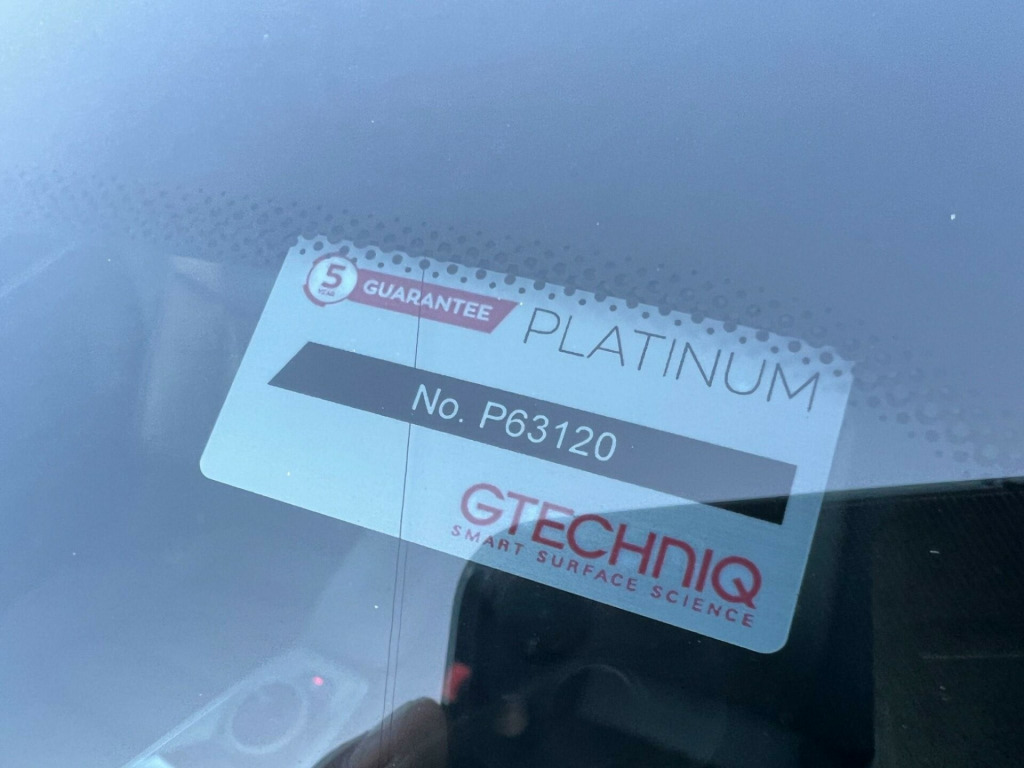 5 YEAR GUARANTEE
PLATINUM
No. P63120
GTECHNIQ
SMART SURFACE SCIENCE